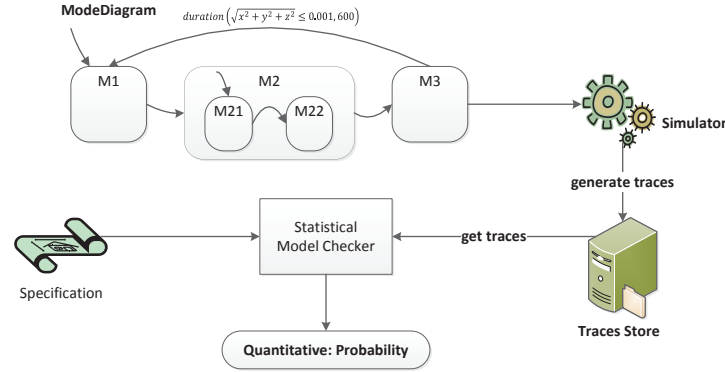 ModeDiagram
duration(√x² + y² + z² ≤ 0.001,600)
M1
M2
M3
M21
M22
Simulator
generate traces
Statistical
Model Checker
get traces
Specification
Traces Store
Quantitative: Probability